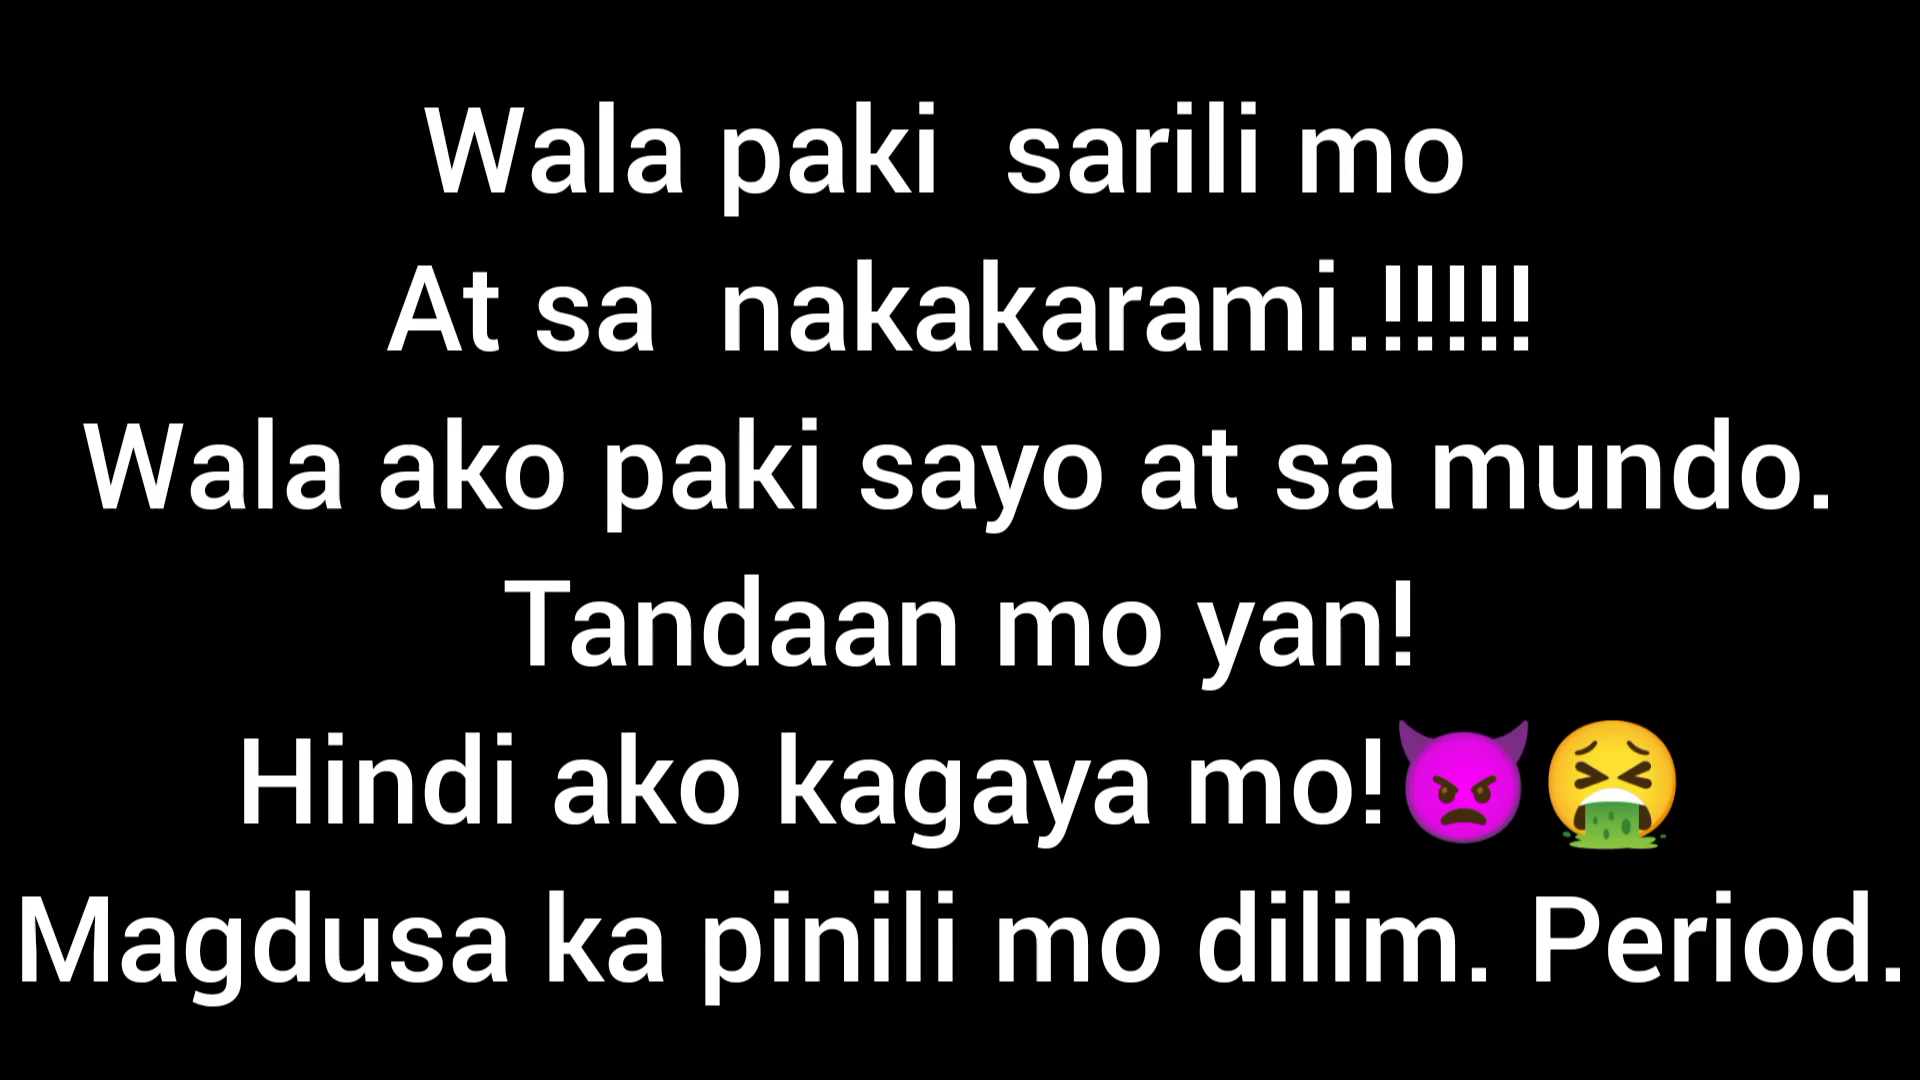 Wala paki  sarili mo
At sa  nakakarami.!!!!!
Wala ako paki sayo at sa mundo.
Tandaan mo yan!
Hindi ako kagaya mo!👿🤮
Magdusa ka pinili mo dilim. Period.